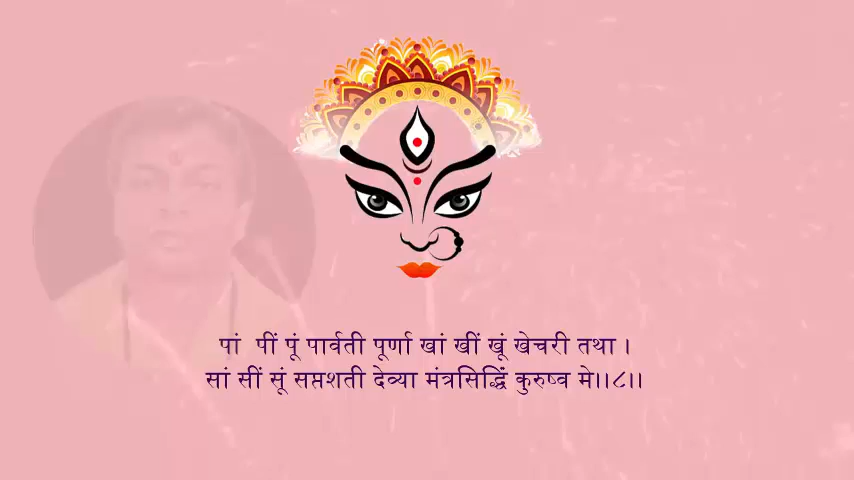 पां पीं पूं पार्वती पूर्णा खां खीं खूं खेचरी तथा ।
सां सीं सूं सप्तशती देव्या मंत्रसिद्धिं कुरुष्व मे।।८।।